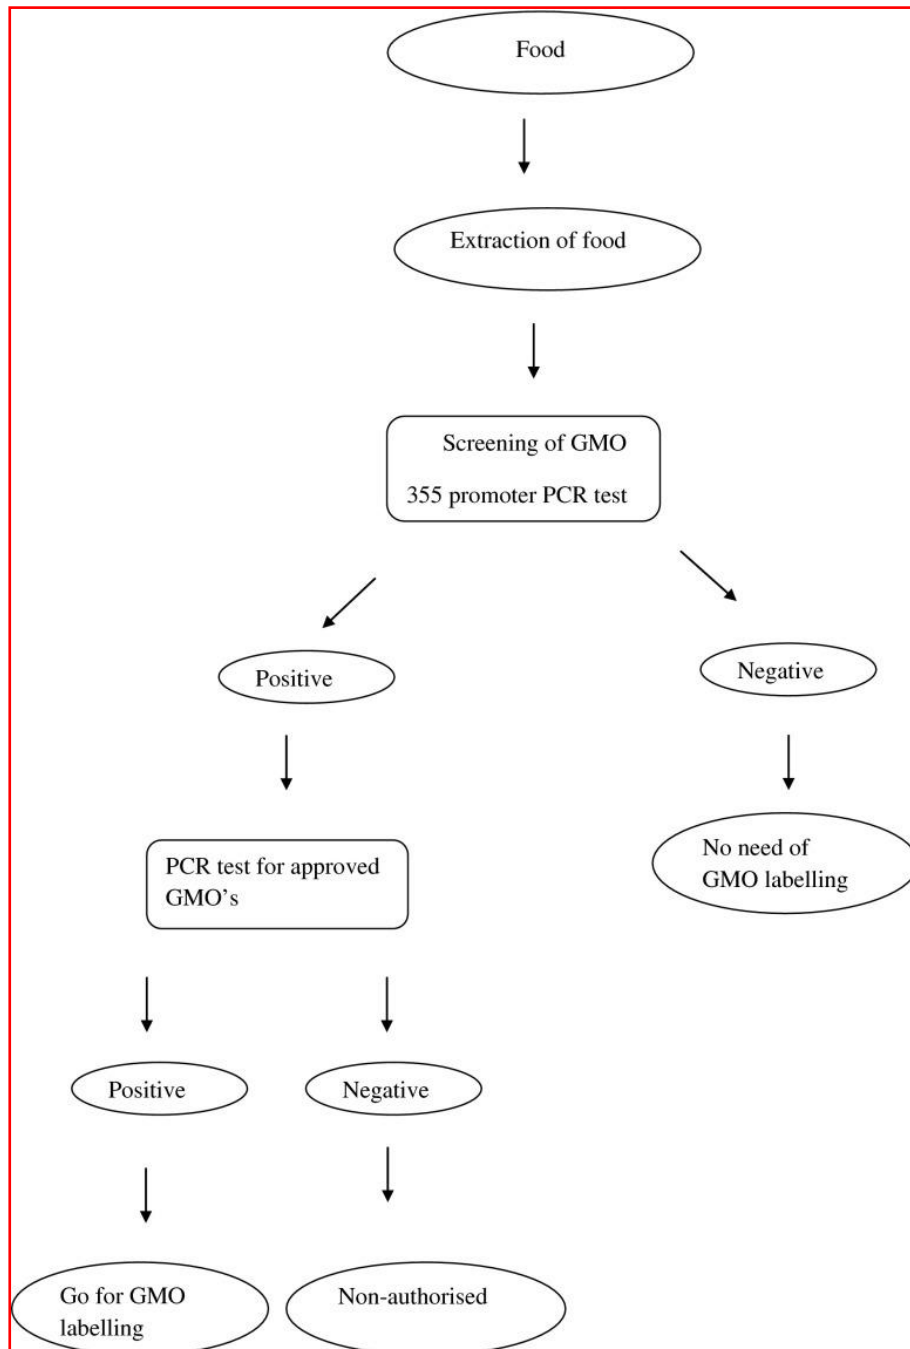 Food
Extraction of food
Screening of GMO
355 promoter PCR test
Positive
Negative
PCR test for approved
GMO’s
No need of
GMO labelling
Positive
Negative
Go for GMO
labelling
Non-authorised